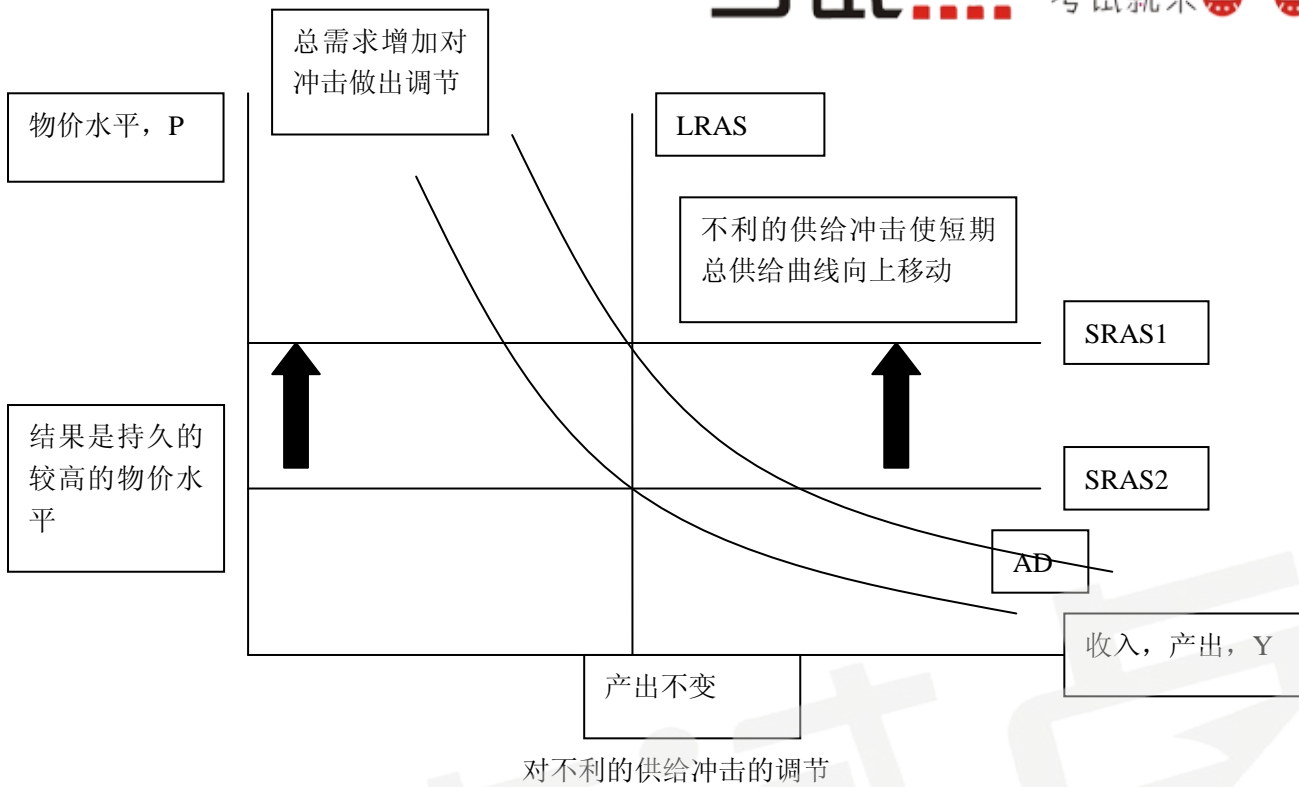 总需求增加对
冲击做出调节
物价水平，P
LRAS
不利的供给冲击使短期
总供给曲线向上移动
SRAS1
结果是持久的
较高的物价水
平
SRAS2
AD
收入，产出，Y
产出不变
对不利的供给冲击的调节